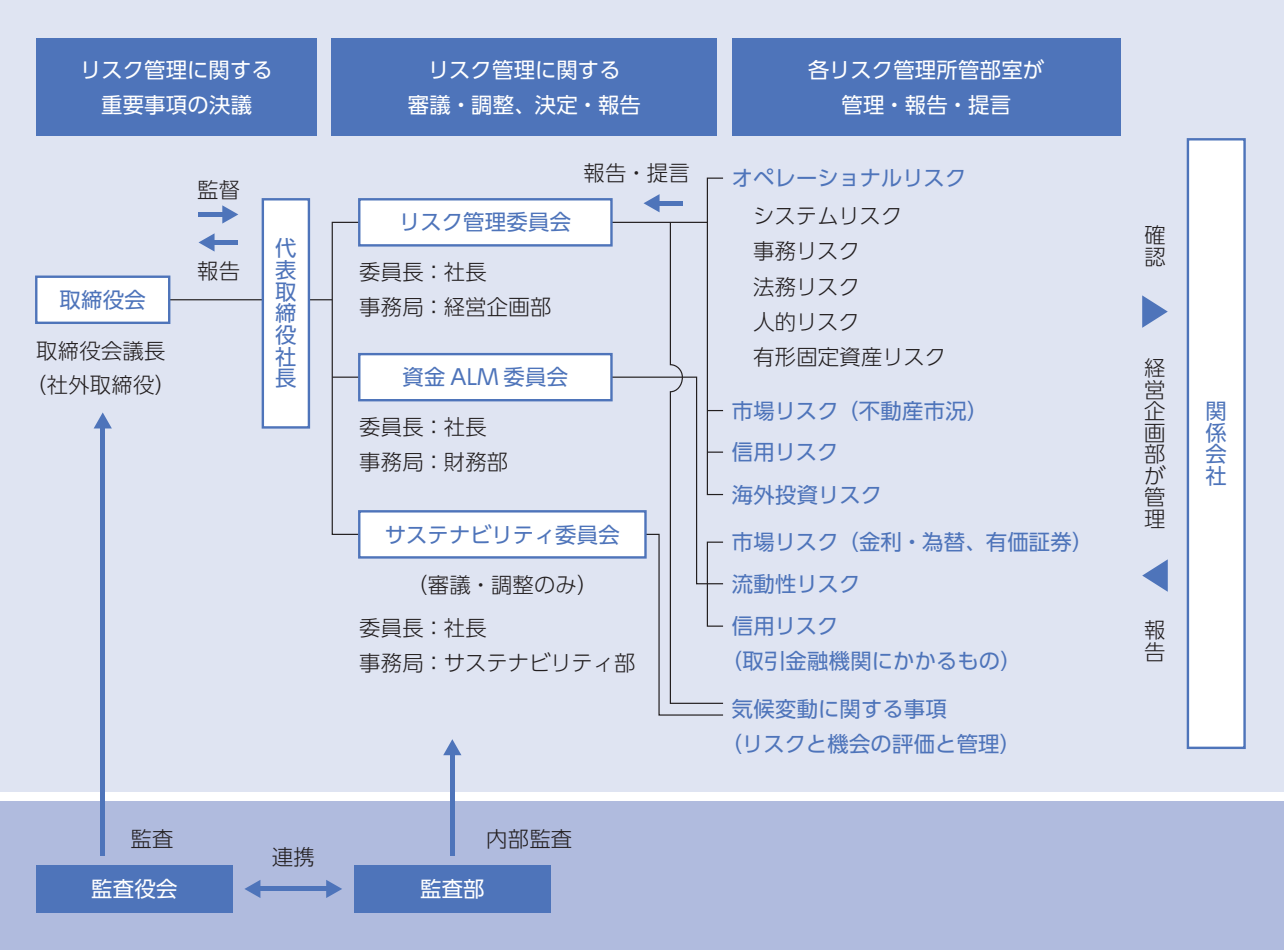 リスク管理に関する
重要事項の決議
リスク管理に関する
審議・調整、決定・報告
各リスク管理所管部室が
管理・報告・提言
監督
報告
取締役会
取締役会議長
(社外取締役)
代表取締役社長
報告・提言
リスク管理委員会
委員長：社長
事務局：経営企画部
資金 ALM 委員会
委員長：社長
事務局：財務部
サステナビリティ委員会
(審議・調整のみ)
委員長：社長
事務局：サステナビリティ部
オペレーショナルリスク
システムリスク
事務リスク
法務リスク
人的リスク
有形固定資産リスク
市場リスク(不動産市況)
信用リスク
海外投資リスク
市場リスク(金利・為替、有価証券)
流動性リスク
信用リスク
(取引金融機関にかかるもの)
気候変動に関する事項
(リスクと機会の評価と管理)
確認
経営企画部が管理
報告
関係会社
監査
連携
内部監査
監査役会
監査部